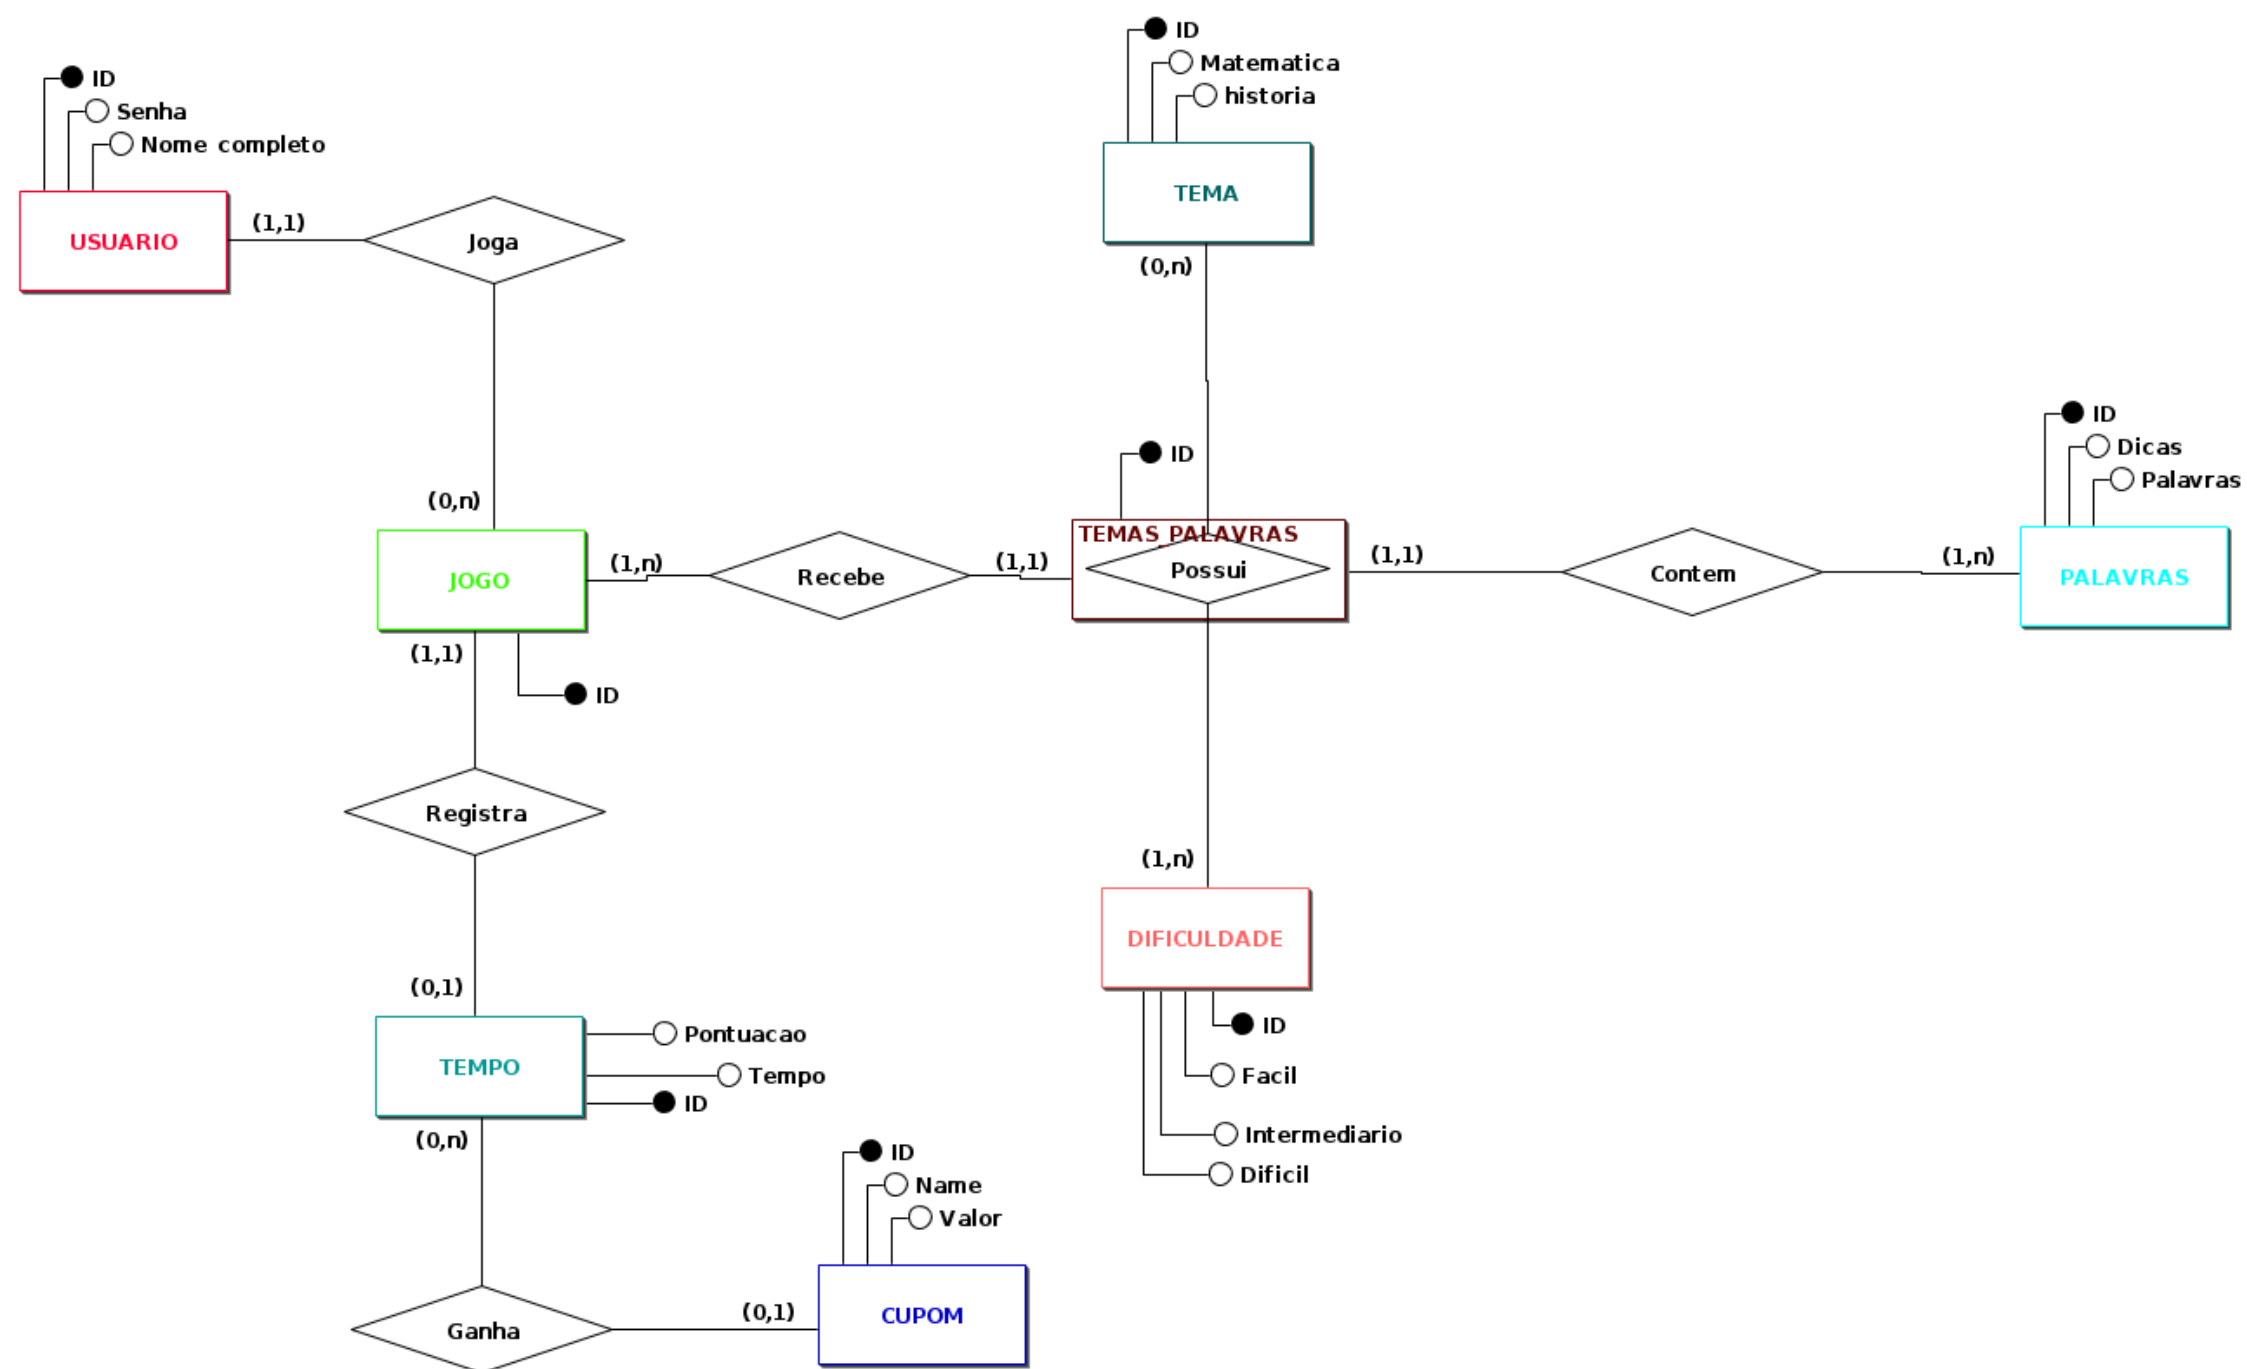 ID
Matematica
historia
TEMA
(0,n)
ID
Senha
Nome completo
USUARIO
(1,1)
Joga
(0,n)
JOGO
(1,n)
Recebe
(1,1)
ID
TEMAS_PALAVRAS
Possui
(1,1)
Contem
(1,n)
ID
Dicas
Palavras
PALAVRAS
(1,1)
ID
Registra
(0,1)
TEMPO
Pontuacao
Tempo
ID
(0,n)
Ganha
(0,1)
ID
Name
Valor
CUPOM
(1,n)
DIFICULDADE
ID
Facil
Intermediario
Dificil